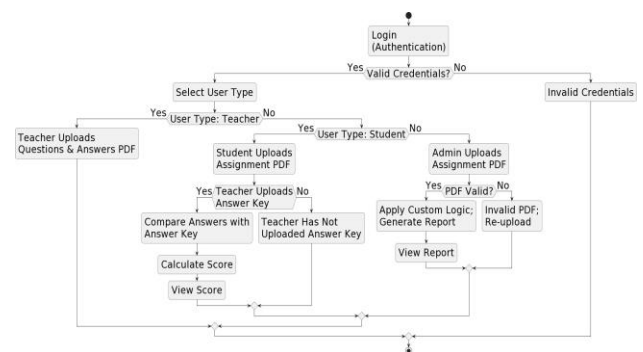 Login
(Authentication)
Yes Valid Credentials? No
Select User Type
Invalid Credentials
Yes User Type: Teacher No
Teacher Uploads
Questions & Answers PDF
Yes User Type: Student No
Student Uploads
Assignment PDF
Admin Uploads
Assignment PDF
Yes Teacher Uploads No
Answer Key
Yes PDF Valid? No
Compare Answers with
Answer Key
Teacher Has Not
Uploaded Answer Key
Apply Custom Logic;
Generate Report
Invalid PDF;
Re-upload
Calculate Score
View Report
View Score